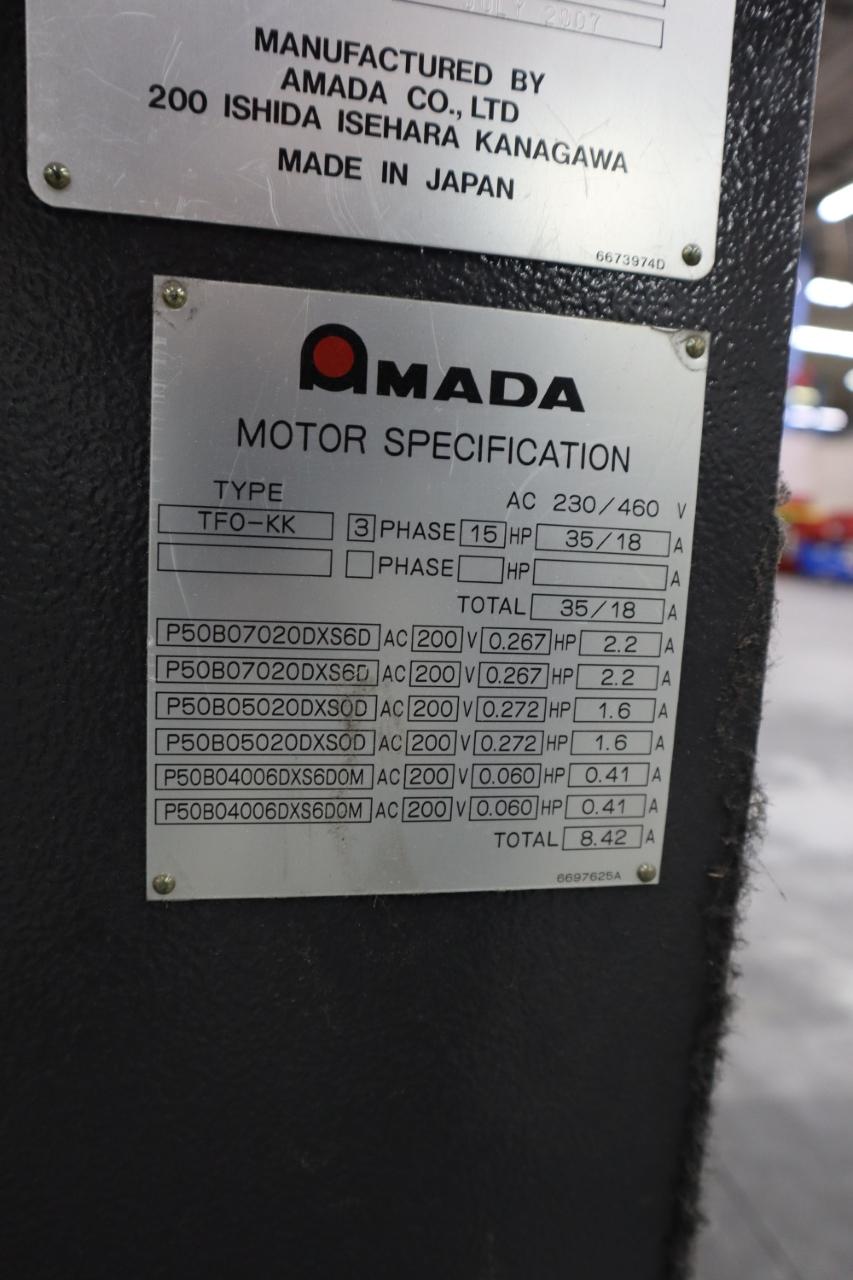 JULY 2007
MANUFACTURED BY
AMADA CO., LTD
200 ISHIDA ISEHARA KANAGAWA
MADE IN JAPAN
6673974D
AMADA
MOTOR SPECIFICATION
TYPE AC 230/460 V
TFO-KK 3 PHASE 15 HP 35/18 A
PHASE HP A
TOTAL 35/18 A
P50B07020DXS6D AC 200 V 0.267 HP 2.2 A
P50B07020DXS6D AC 200 V 0.267 HP 2.2 A
P50B05020DXSOD AC 200 V 0.272 HP 1.6 A
P50B05020DXSOD AC 200 V 0.272 HP 1.6 A
P50B04006DXS6D0M AC 200 V 0.060 HP 0.41 A
P50B04006DXS6D0M AC 200 V 0.060 HP 0.41 A
TOTAL 8.42 A
6697625A